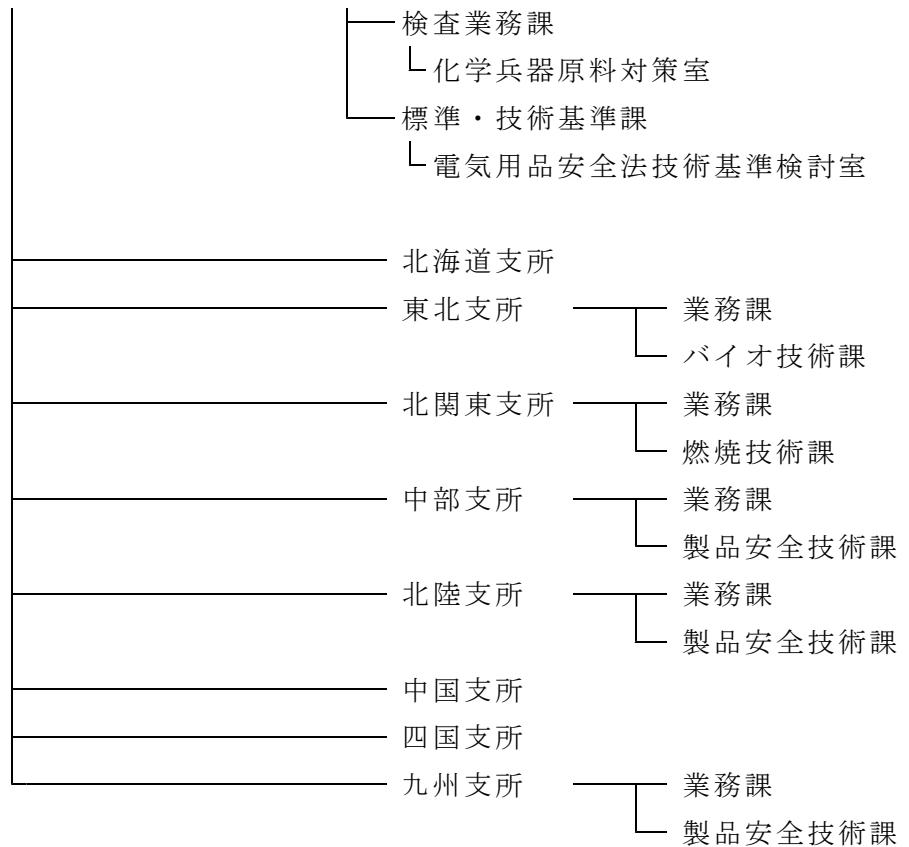 検査業務課
化学兵器原料対策室
標準・技術基準課
電気用品安全法技術基準検討室
北海道支所
東北支所 業務課
バイオ技術課
北関東支所 業務課
燃焼技術課
中部支所 業務課
製品安全技術課
北陸支所 業務課
製品安全技術課
中国支所
四国支所
九州支所 業務課
製品安全技術課